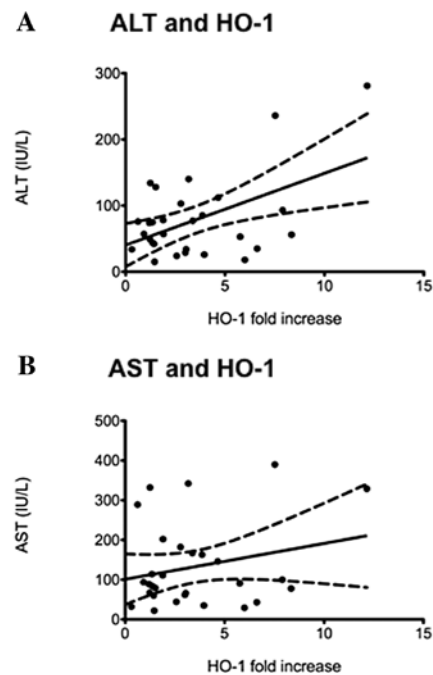 A ALT and HO-1
300
200
100
0
ALT (IU/L)
0 5 10 15
HO-1 fold increase
B AST and HO-1
500
400
300
200
100
0
AST (IU/L)
0 5 10 15
HO-1 fold increase